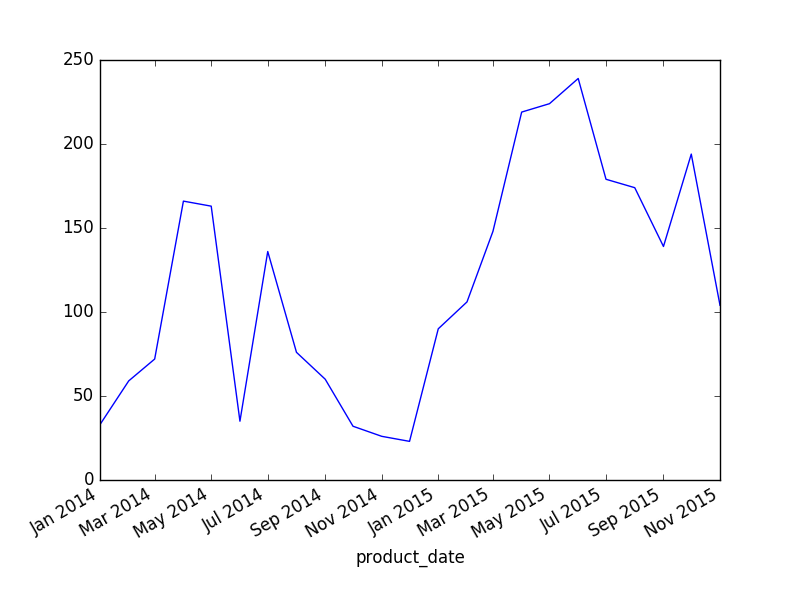 250
200
150
100
50
0
Jan 2014
Mar 2014
May 2014
Jul 2014
Sep 2014
Nov 2014
Jan 2015
Mar 2015
May 2015
Jul 2015
Sep 2015
Nov 2015
product_date